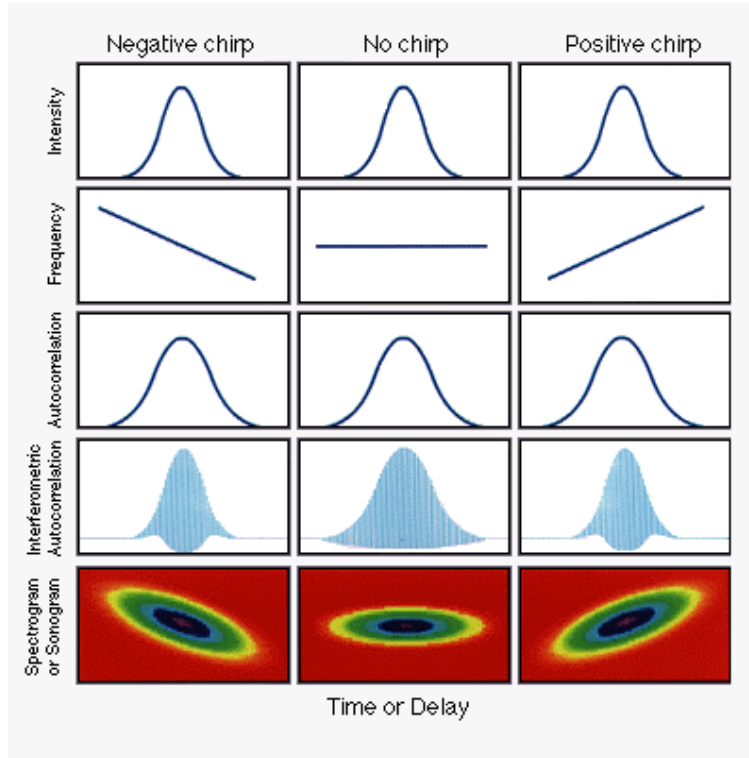 Negative chirp
No chirp
Positive chirp
Intensity
Frequency
Autocorrelation
Interferometric
Autocorrelation
Spectrogram
or Sonogram
Time or Delay